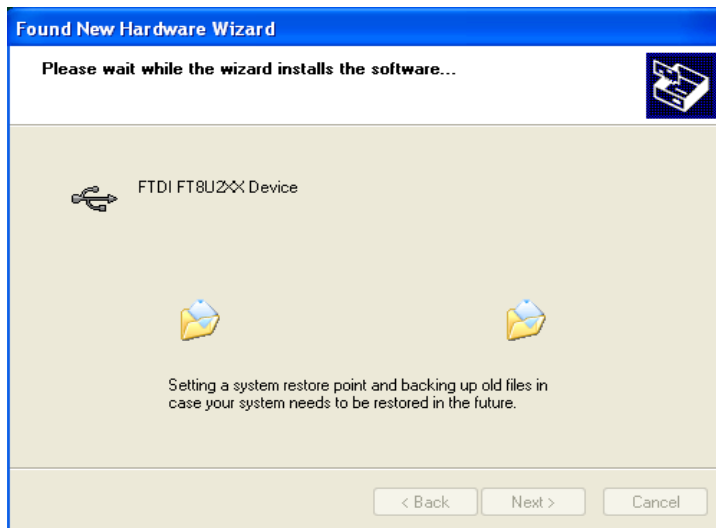 Found New Hardware Wizard
Please wait while the wizard installs the software...
FTDI FT8U2XX Device
Setting a system restore point and backing up old files in
case your system needs to be restored in the future.
< Back
Next >
Cancel